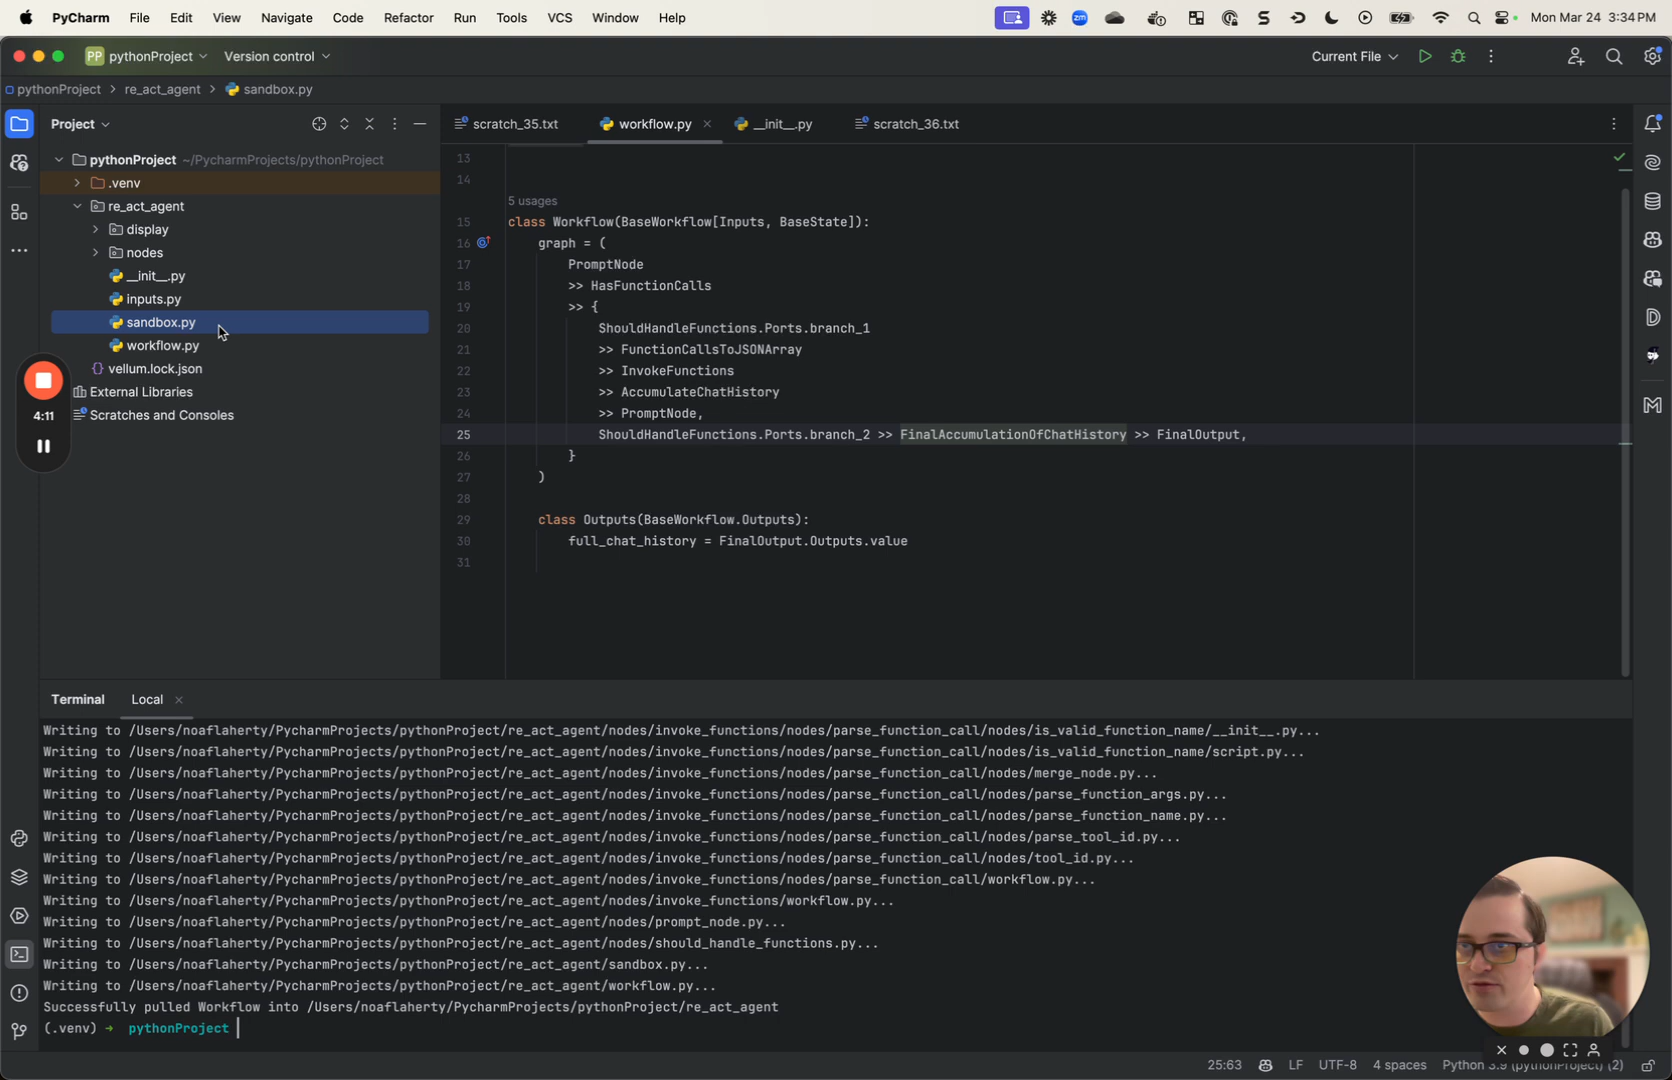 PyCharm File Edit View Navigate Code Refactor Run Tools VCS Window Help
zm
S
Mon Mar 24 3:34 PM
PP pythonProject Version control
Current File
pythonProject > re_act_agent > sandbox.py
Project
scratch_35.txt workflow.py × __init__.py scratch_36.txt
pythonProject ~/PycharmProjects/pythonProject
.venv
re_act_agent
display
nodes
__init__.py
inputs.py
sandbox.py
workflow.py
vellum.lock.json
External Libraries
Scratches and Consoles
4:11
13
14
5 usages
15 class Workflow(BaseWorkflow[Inputs, BaseState]):
16 graph = (
17 PromptNode
18 >> HasFunctionCalls
19 >> {
20 ShouldHandleFunctions.Ports.branch_1
21 >> FunctionCallsToJSONArray
22 >> InvokeFunctions
23 >> AccumulateChatHistory
24 >> PromptNode,
25 ShouldHandleFunctions.Ports.branch_2 >> FinalAccumulationOfChatHistory >> FinalOutput,
26 }
27 )
28
29 class Outputs(BaseWorkflow.Outputs):
30 full_chat_history = FinalOutput.Outputs.value
31
Terminal Local ×
Writing to /Users/noaflaherty/PycharmProjects/pythonProject/re_act_agent/nodes/invoke_functions/nodes/parse_function_call/nodes/is_valid_function_name/__init__.py...
Writing to /Users/noaflaherty/PycharmProjects/pythonProject/re_act_agent/nodes/invoke_functions/nodes/parse_function_call/nodes/is_valid_function_name/script.py...
Writing to /Users/noaflaherty/PycharmProjects/pythonProject/re_act_agent/nodes/invoke_functions/nodes/parse_function_call/nodes/merge_node.py...
Writing to /Users/noaflaherty/PycharmProjects/pythonProject/re_act_agent/nodes/invoke_functions/nodes/parse_function_call/nodes/parse_function_args.py...
Writing to /Users/noaflaherty/PycharmProjects/pythonProject/re_act_agent/nodes/invoke_functions/nodes/parse_function_call/nodes/parse_function_name.py...
Writing to /Users/noaflaherty/PycharmProjects/pythonProject/re_act_agent/nodes/invoke_functions/nodes/parse_function_call/nodes/parse_tool_id.py...
Writing to /Users/noaflaherty/PycharmProjects/pythonProject/re_act_agent/nodes/invoke_functions/nodes/parse_function_call/nodes/tool_id.py...
Writing to /Users/noaflaherty/PycharmProjects/pythonProject/re_act_agent/nodes/invoke_functions/nodes/parse_function_call/workflow.py...
Writing to /Users/noaflaherty/PycharmProjects/pythonProject/re_act_agent/nodes/invoke_functions/workflow.py...
Writing to /Users/noaflaherty/PycharmProjects/pythonProject/re_act_agent/nodes/prompt_node.py...
Writing to /Users/noaflaherty/PycharmProjects/pythonProject/re_act_agent/nodes/should_handle_functions.py...
Writing to /Users/noaflaherty/PycharmProjects/pythonProject/re_act_agent/sandbox.py...
Writing to /Users/noaflaherty/PycharmProjects/pythonProject/re_act_agent/workflow.py...
Successfully pulled Workflow into /Users/noaflaherty/PycharmProjects/pythonProject/re_act_agent
(.venv) → pythonProject
25:63 LF UTF-8 4 spaces Python 3.9 (pythonProject) (2)